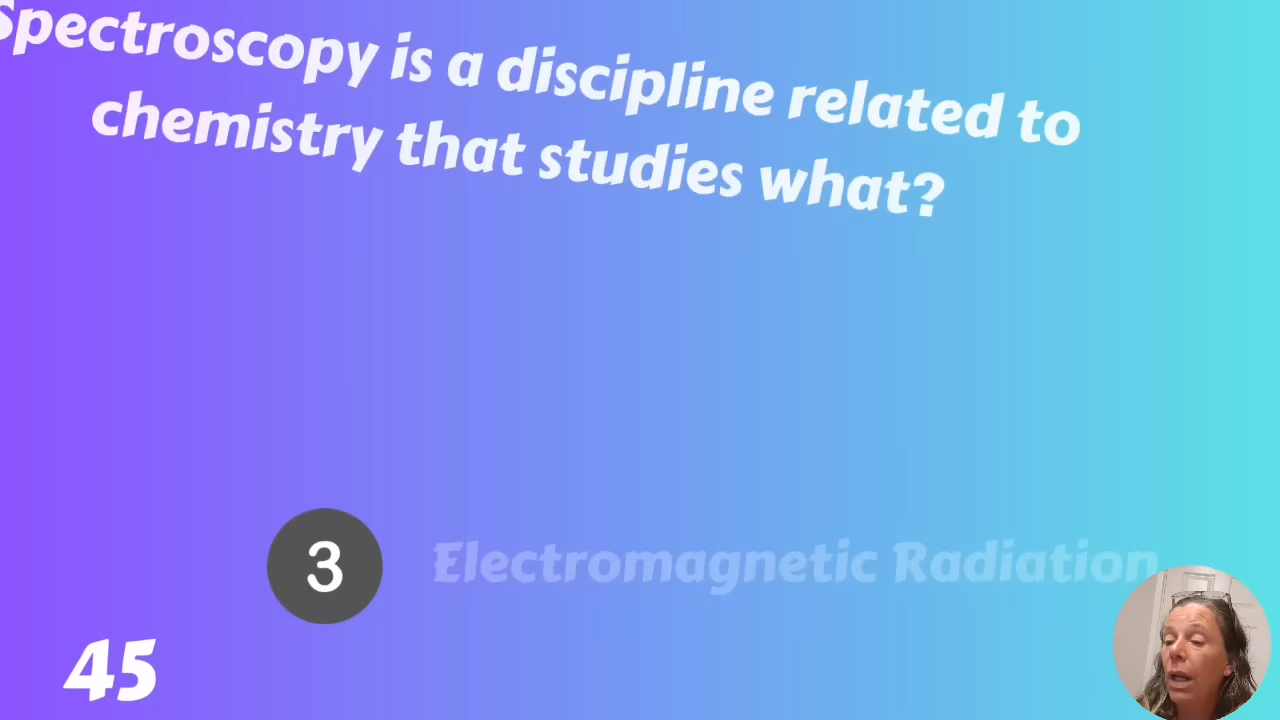 Spectroscopy is a discipline related to
chemistry that studies what?
3
Electromagnetic Radiation
45